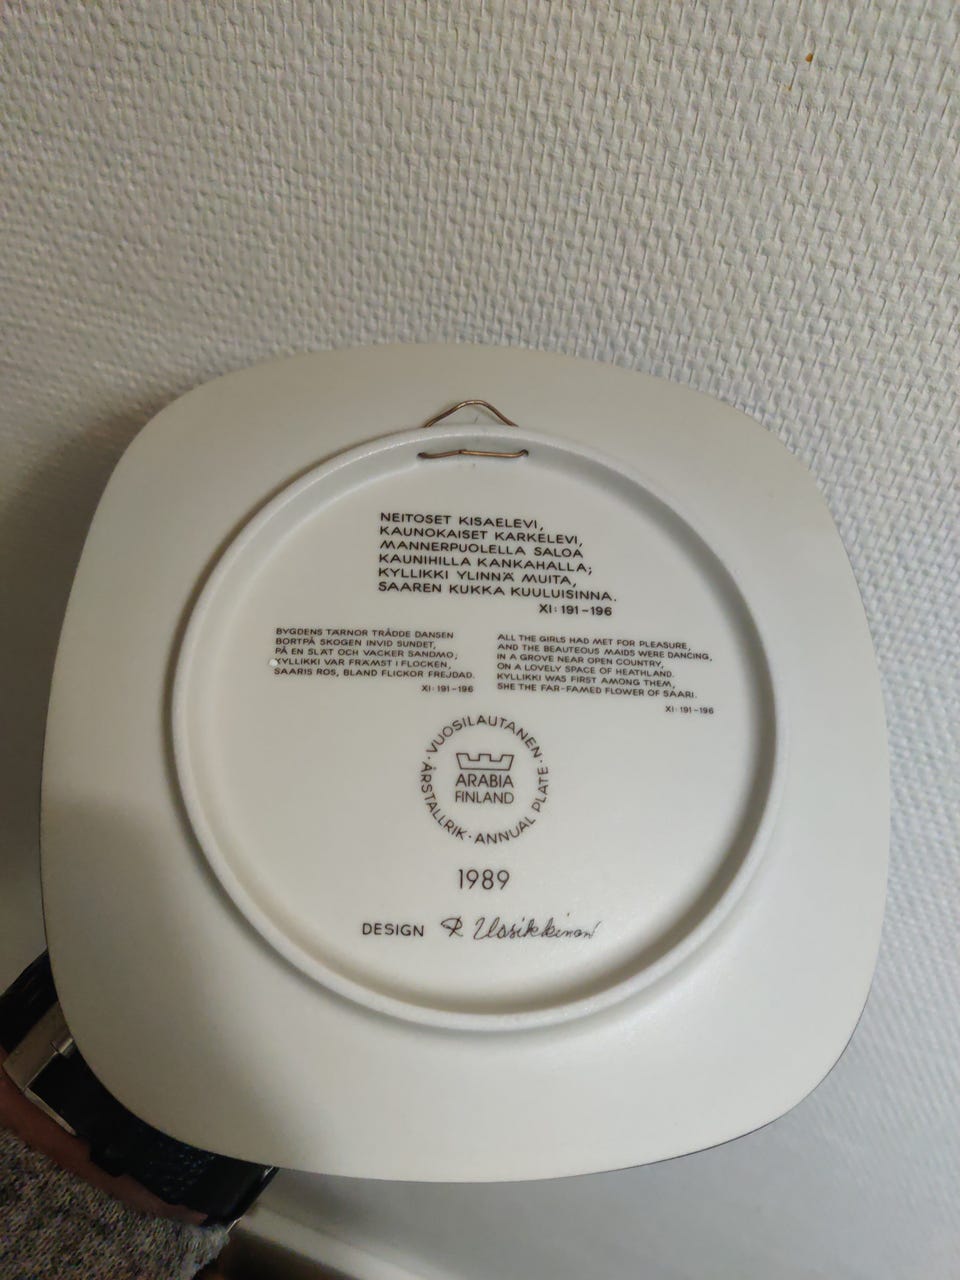 NEITOSET KISAELEVI,
KAUNOKAISET KARKELEVI,
MANNERPUOLELLA SALOA
KAUNIHILLA KANKAHALLA;
KYLLIKKI YLINNÄ MUITA,
SAAREN KUKKA KUULUISINNA.
XI: 191–196
BYGDENS TÄRNOR TRÅDDE DANSEN
BORTPÅ SKOGEN INVID SUNDET,
PÅ EN SLÄT OCH VACKER SANDMO;
KYLLIKKI VAR FRÄMST I FLOCKEN,
SAARIS ROS, BLAND FLICKOR FREJDAD.
XI: 191–196
ALL THE GIRLS HAD MET FOR PLEASURE,
AND THE BEAUTEOUS MAIDS WERE DANCING,
IN A GROVE NEAR OPEN COUNTRY,
ON A LOVELY SPACE OF HEATHLAND.
KYLLIKKI WAS FIRST AMONG THEM,
SHE THE FAR-FAMED FLOWER OF SAARI.
XI: 191–196
· VUOSILAUTANEN · ANNUAL PLATE · ÅRSTALLRIK
ARABIA
FINLAND
1989
DESIGN R. Uosikkinen